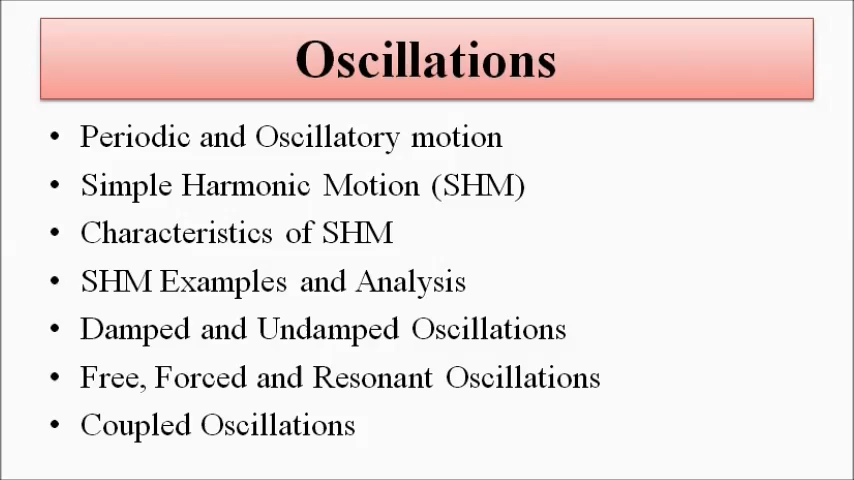 Oscillations
• Periodic and Oscillatory motion
• Simple Harmonic Motion (SHM)
• Characteristics of SHM
• SHM Examples and Analysis
• Damped and Undamped Oscillations
• Free, Forced and Resonant Oscillations
• Coupled Oscillations